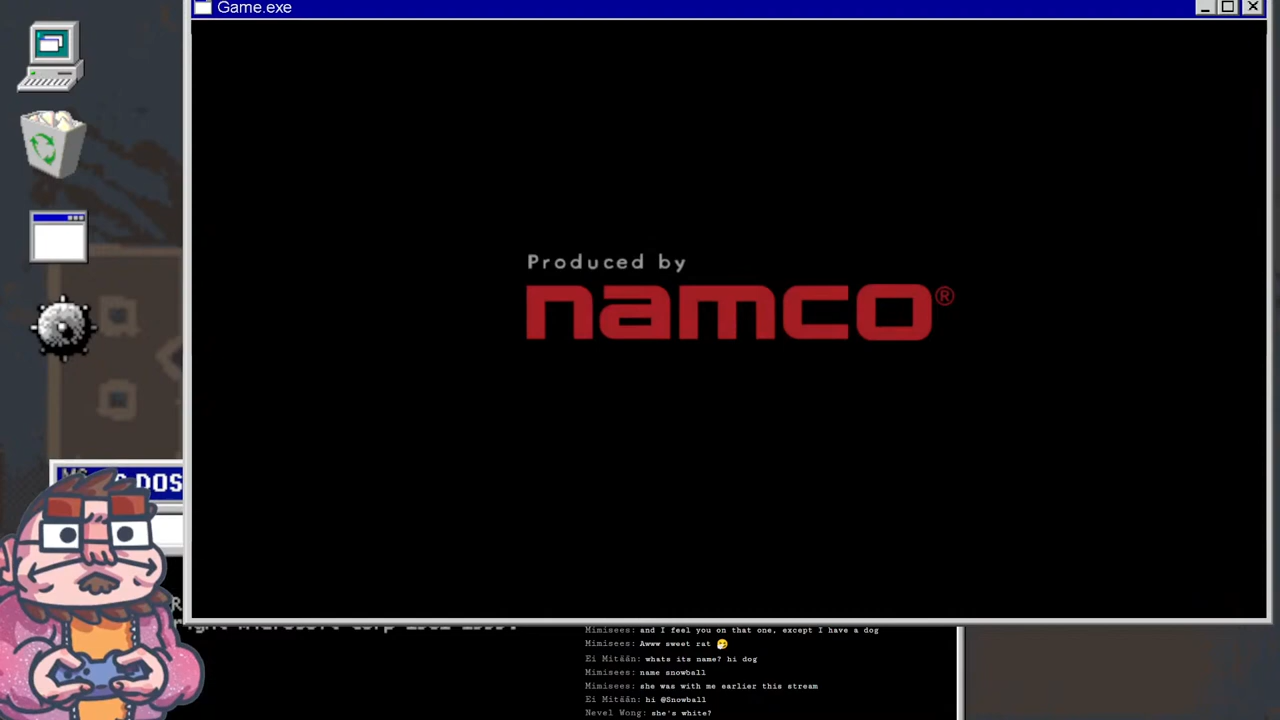 Game.exe
Produced by
namco®
DOS
Mimisees: and I feel you on that one, except I have a dog
Mimisees: Awww sweet rat 🤭
Ei Mitään: whats its name? hi dog
Mimisees: name snowball
Mimisees: she was with me earlier this stream
Ei Mitään: hi @Snowball
Nevel Wong: she's white?